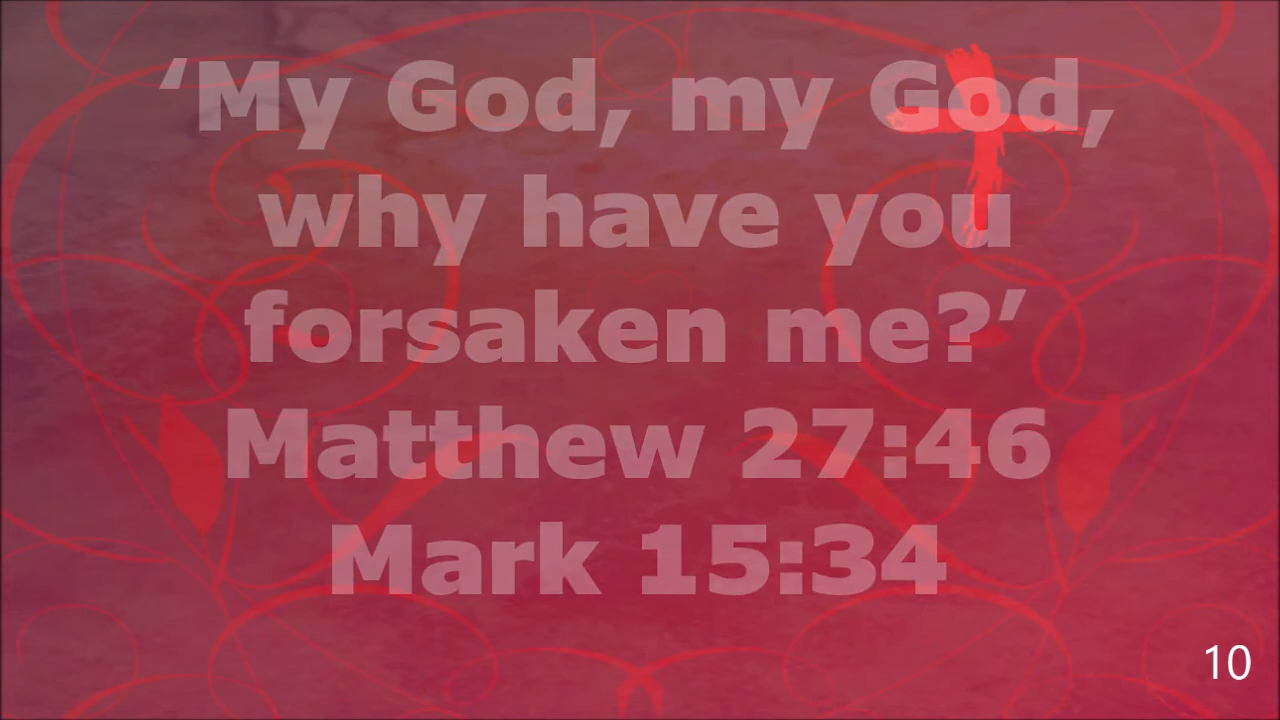 ‘My God, my God,
why have you
forsaken me?’
Matthew 27:46
Mark 15:34
10